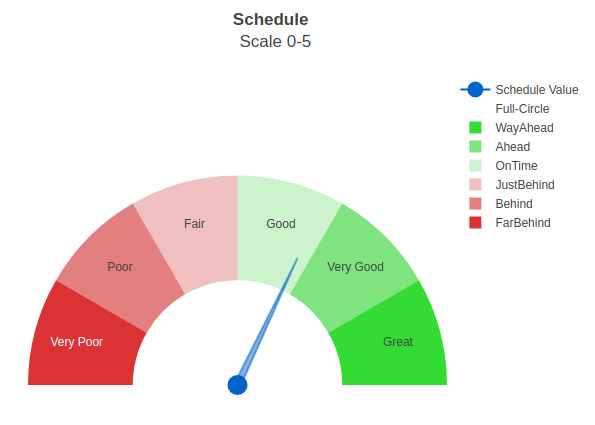 Schedule
Scale 0-5
Schedule Value
Full-Circle
WayAhead
Ahead
OnTime
JustBehind
Behind
FarBehind
Fair
Good
Poor
Very Good
Very Poor
Great